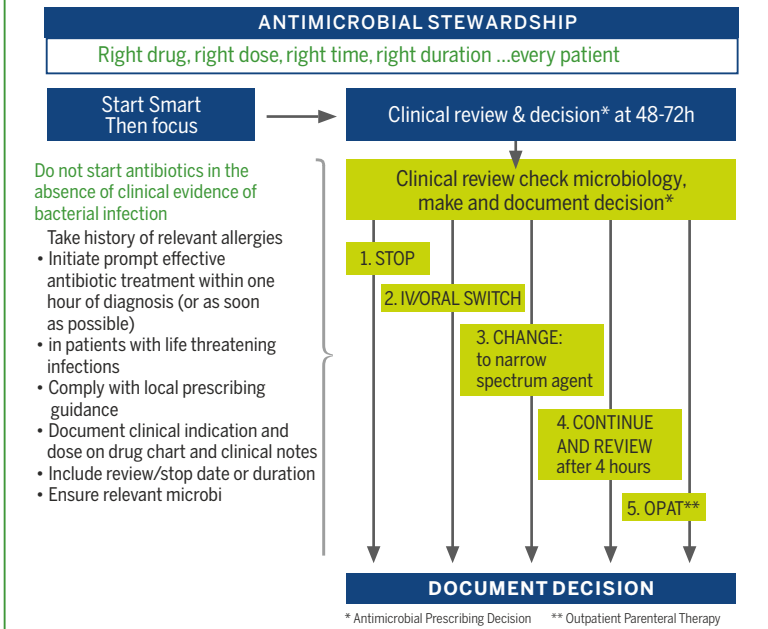 ANTIMICROBIAL STEWARDSHIP
Right drug, right dose, right time, right duration ...every patient
Start Smart
Then focus
Clinical review & decision* at 48-72h
Do not start antibiotics in the
absence of clinical evidence of
bacterial infection
Take history of relevant allergies
• Initiate prompt effective
antibiotic treatment within one
hour of diagnosis (or as soon
as possible)
• in patients with life threatening
infections
• Comply with local prescribing
guidance
• Document clinical indication and
dose on drug chart and clinical notes
• Include review/stop date or duration
• Ensure relevant microbi
Clinical review check microbiology,
make and document decision*
1. STOP
2. IV/ORAL SWITCH
3. CHANGE:
to narrow
spectrum agent
4. CONTINUE
AND REVIEW
after 4 hours
5. OPAT**
DOCUMENT DECISION
* Antimicrobial Prescribing Decision ** Outpatient Parenteral Therapy